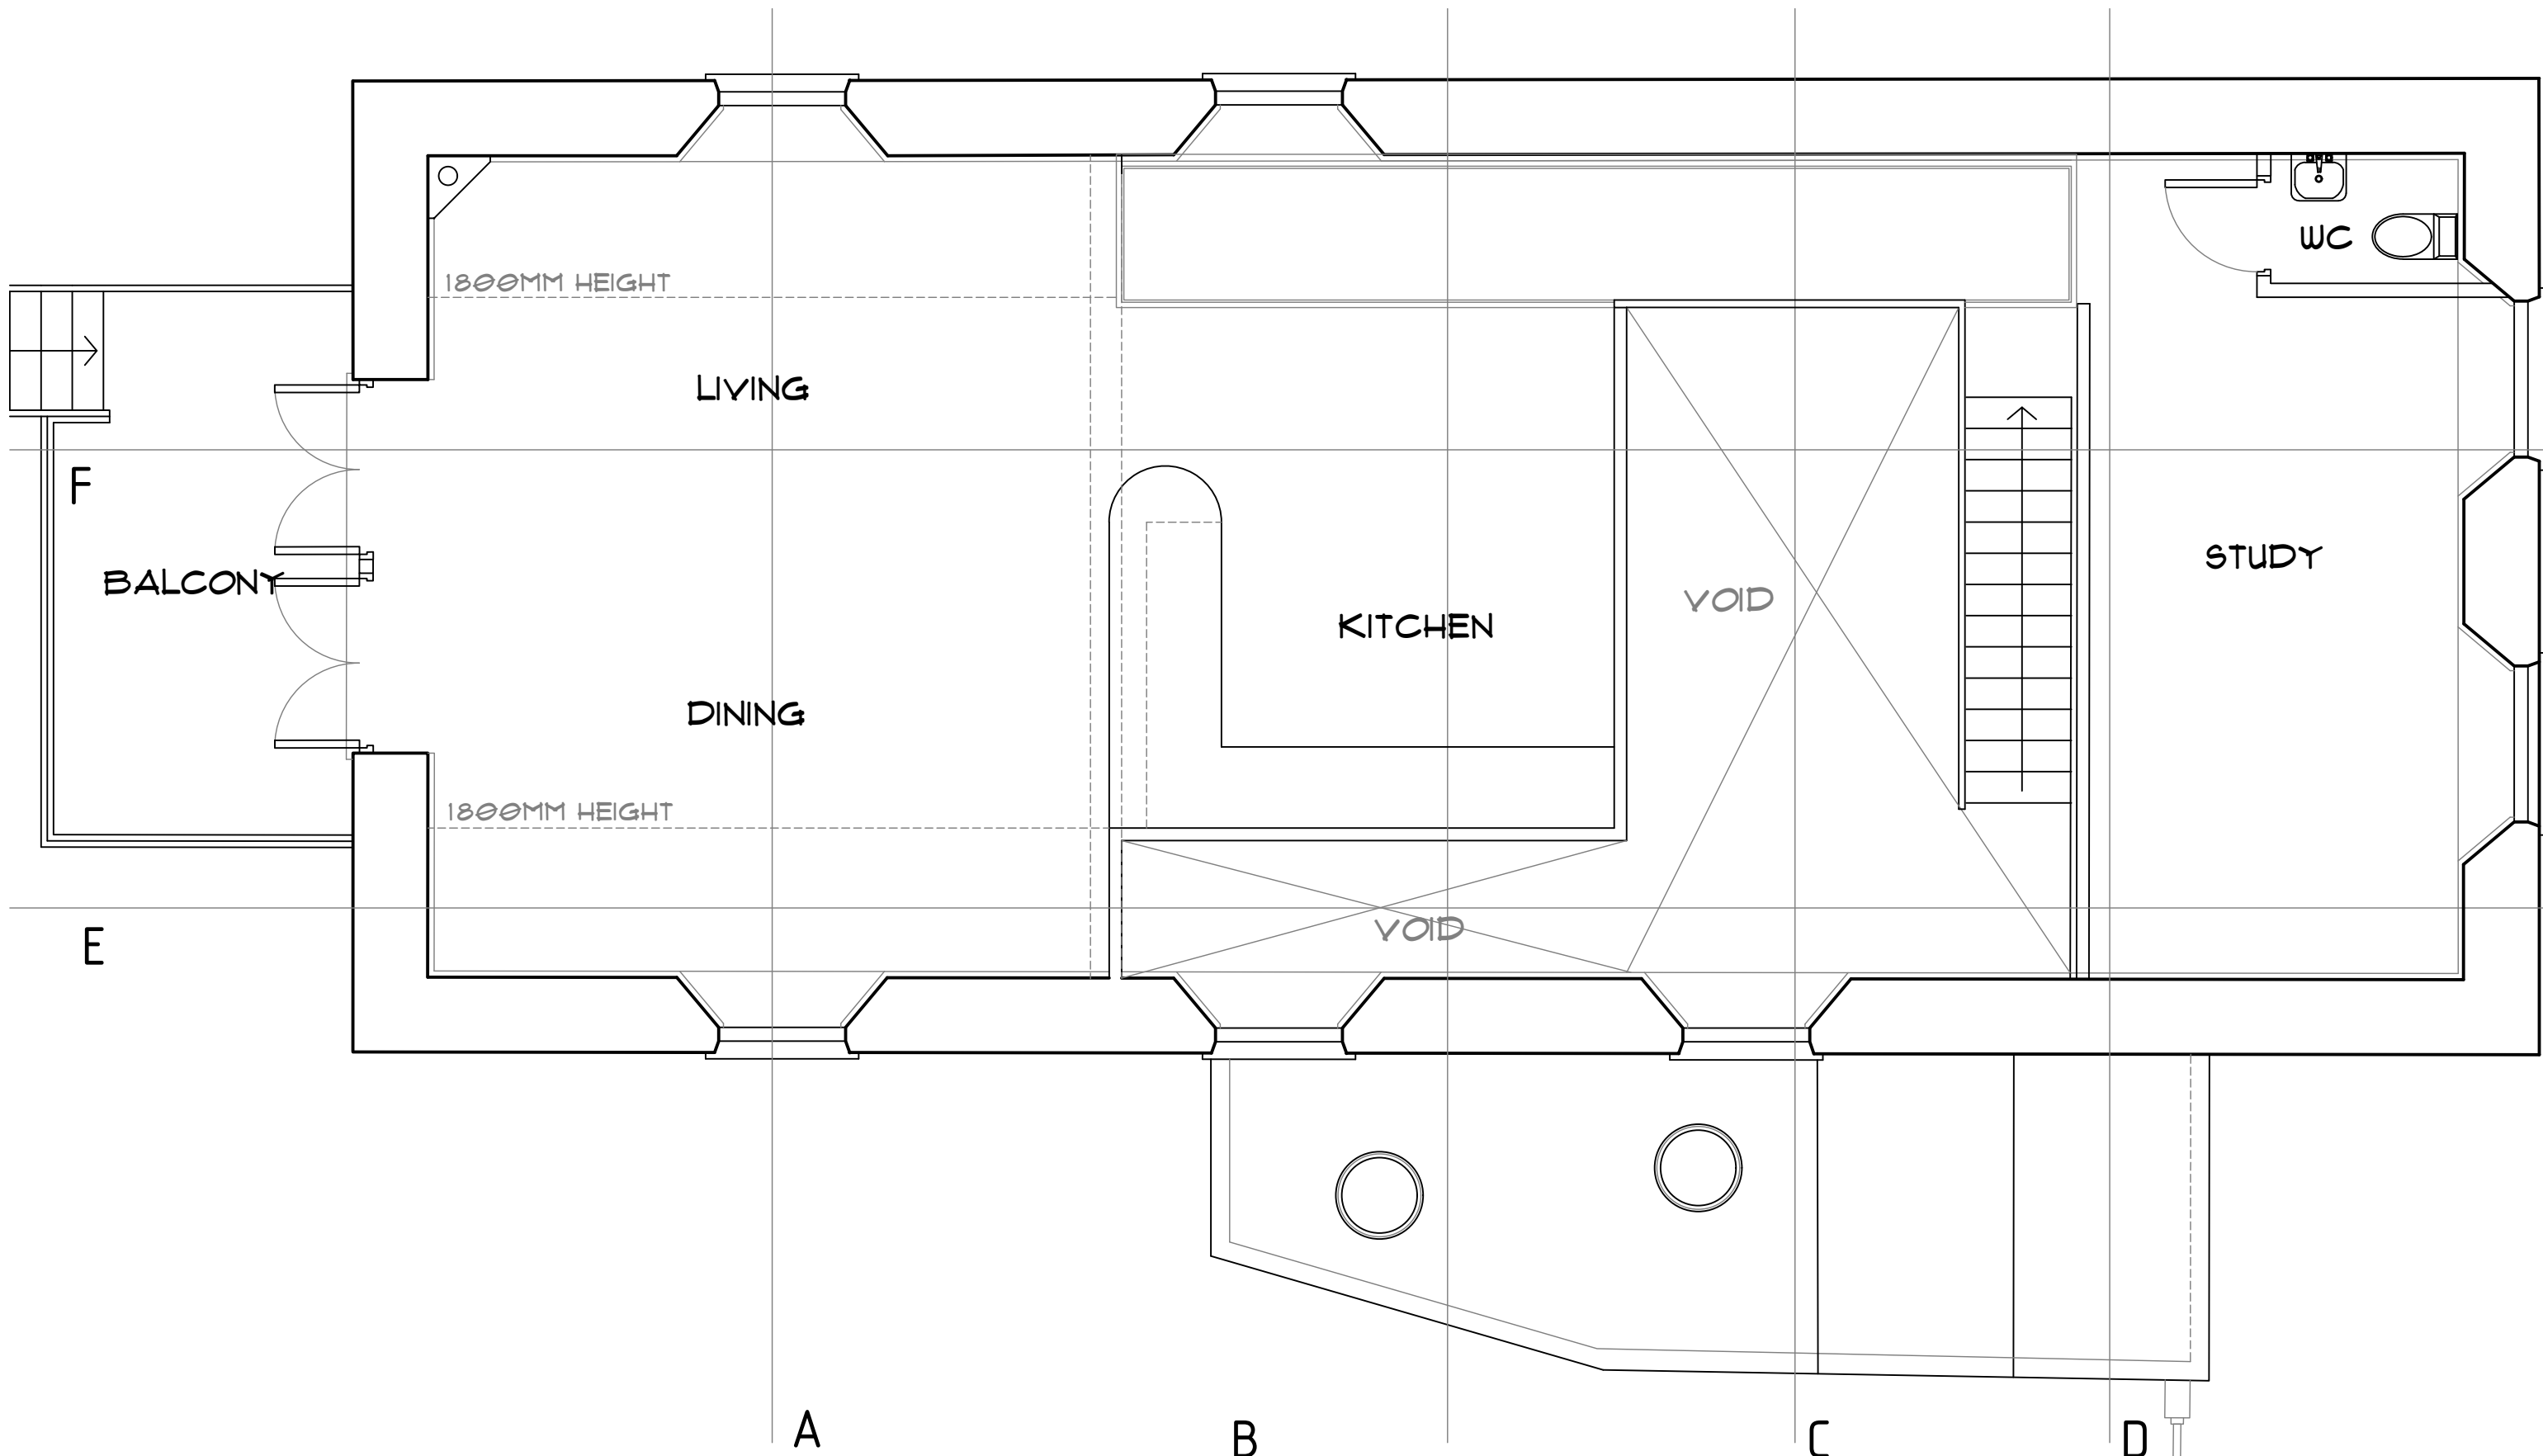 WC
1800MM HEIGHT
LIVING
F
BALCONY
STUDY
VOID
KITCHEN
DINING
1800MM HEIGHT
E
VOID
A
B
C
D